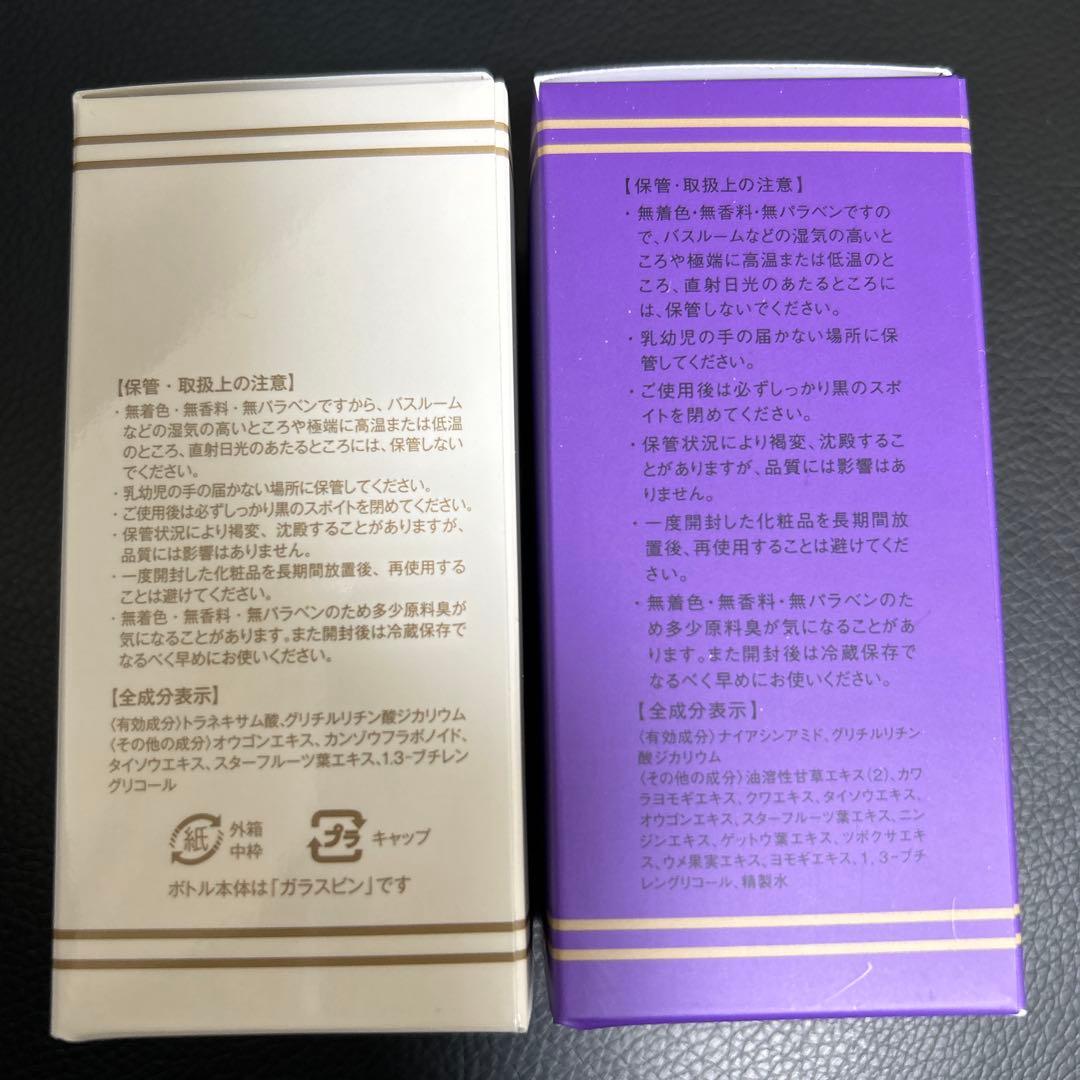 【保管・取扱上の注意】
・無着色・無香料・無パラベンですから、バスルーム
などの湿気の高いところや極端に高温または低温
のところ、直射日光のあたるところには、保管しない
でください。
・乳幼児の手の届かない場所に保管してください。
・ご使用後は必ずしっかり黒のスポイトを閉めてください。
・保管状況により褐変、沈殿することがありますが、
品質には影響はありません。
・一度開封した化粧品を長期間放置後、再使用する
ことは避けてください。
・無着色・無香料・無パラベンのため多少原料臭が
気になることがあります。また開封後は冷蔵保存で
なるべく早めにお使いください。
【全成分表示】
〈有効成分〉トラネキサム酸、グリチルリチン酸ジカリウム
〈その他の成分〉オウゴンエキス、カンゾウフラボノイド、
タイソウエキス、スターフルーツ葉エキス、1.3-ブチレン
グリコール
紙
外箱
中枠
プラ
キャップ
ボトル本体は「ガラスビン」です
【保管・取扱上の注意】
・無着色・無香料・無パラベンですの
で、バスルームなどの湿気の高いと
ころや極端に高温または低温のと
ころ、直射日光のあたるところに
は、保管しないでください。
・乳幼児の手の届かない場所に保
管してください。
・ご使用後は必ずしっかり黒のスポ
イトを閉めてください。
・保管状況により褐変、沈殿するこ
とがありますが、品質には影響はあ
りません。
・一度開封した化粧品を長期間放
置後、再使用することは避けてくだ
さい。
・無着色・無香料・無パラベンのた
め多少原料臭が気になることがあ
ります。また開封後は冷蔵保存で
なるべく早めにお使いください。
【全成分表示】
〈有効成分〉ナイアシンアミド、グリチルリチン
酸ジカリウム
〈その他の成分〉油溶性甘草エキス(2)、カワ
ラヨモギエキス、クワエキス、タイソウエキス、
オウゴンエキス、スターフルーツ葉エキス、ニン
ジンエキス、ゲットウ葉エキス、ツボクサエキ
ス、ウメ果実エキス、ヨモギエキス、1,3-ブチ
レングリコール、精製水